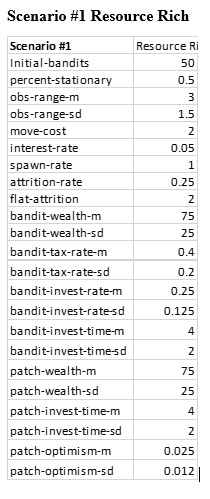 Scenario #1 Resource Rich
Scenario #1 Resource Ri
Initial-bandits 50
percent-stationary 0.5
obs-range-m 3
obs-range-sd 1.5
move-cost 2
interest-rate 0.05
spawn-rate 1
attrition-rate 0.25
flat-attrition 2
bandit-wealth-m 75
bandit-wealth-sd 25
bandit-tax-rate-m 0.4
bandit-tax-rate-sd 0.2
bandit-invest-rate-m 0.25
bandit-invest-rate-sd 0.125
bandit-invest-time-m 4
bandit-invest-time-sd 2
patch-wealth-m 75
patch-wealth-sd 25
patch-invest-time-m 4
patch-invest-time-sd 2
patch-optimism-m 0.025
patch-optimism-sd 0.012